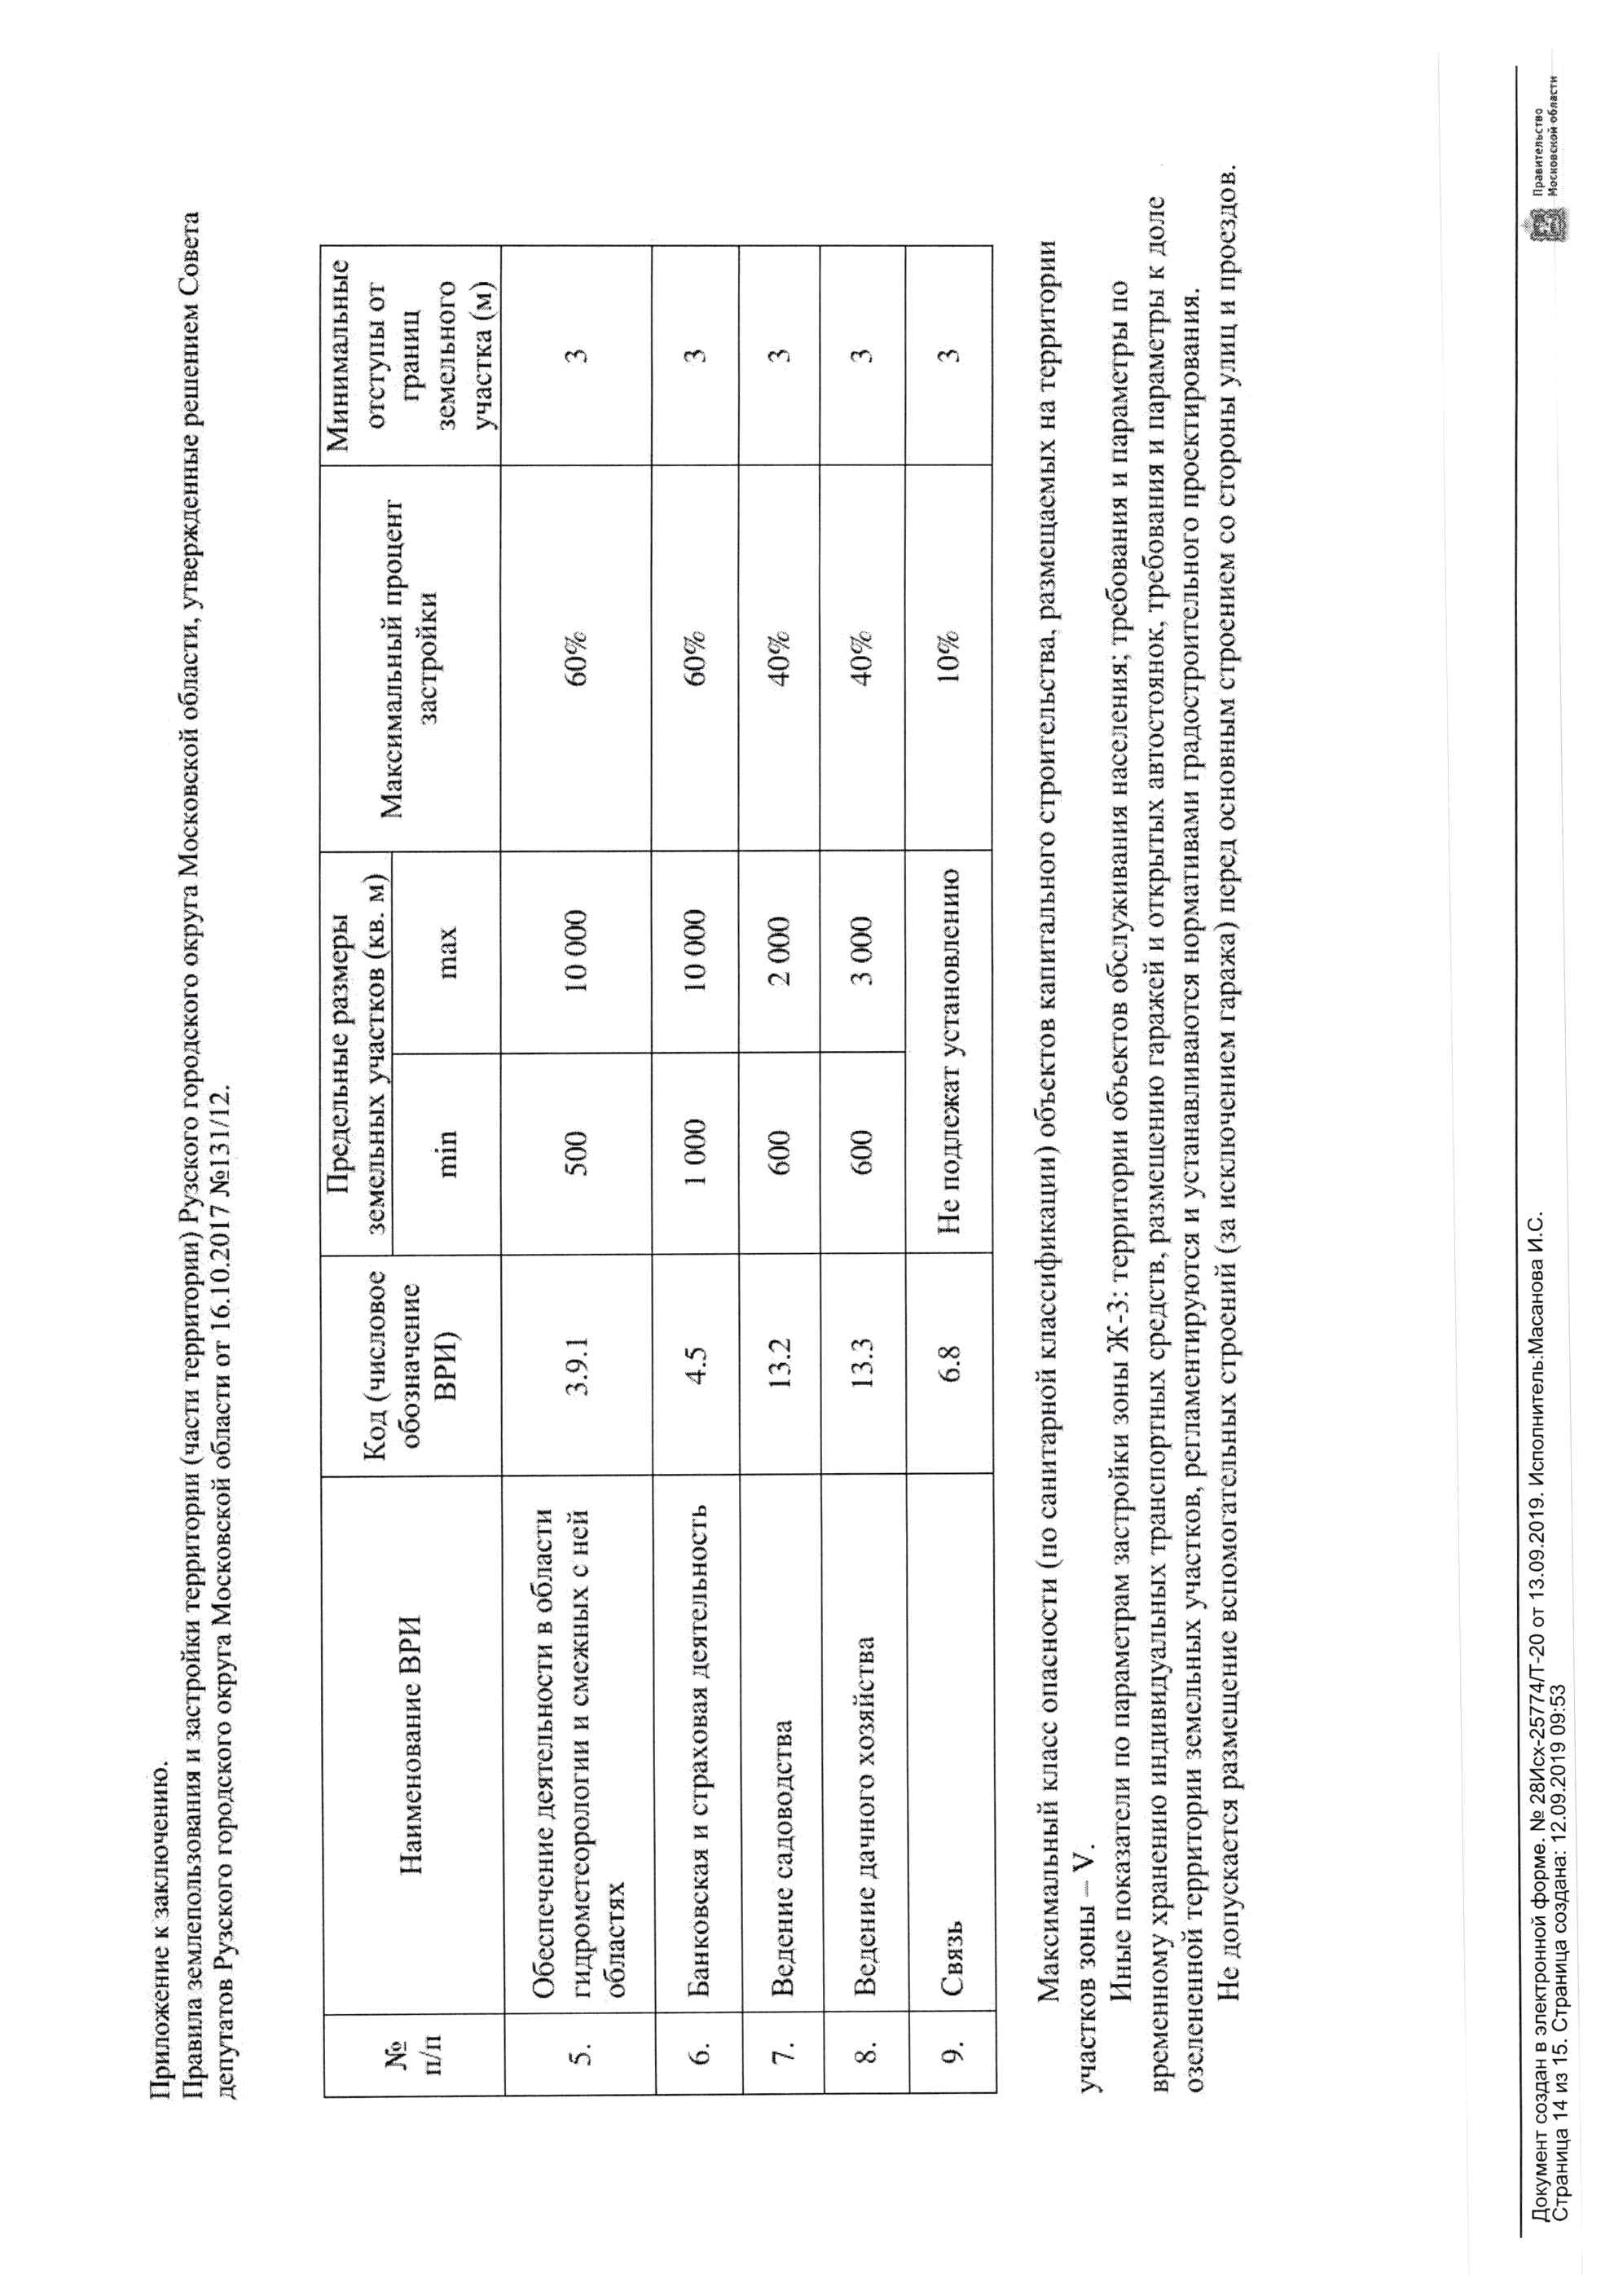 Приложение к заключению.
Правила землепользования и застройки территории (части территории) Рузского городского округа Московской области, утвержденные решением Совета
депутатов Рузского городского округа Московской области от 16.10.2017 №131/12.
№ п/п
Наименование ВРИ
Код (числовое обозначение ВРИ)
Предельные размеры земельных участков (кв. м)
min
max
Максимальный процент застройки
Минимальные отступы от границ земельного участка (м)
5. Обеспечение деятельности в области гидрометеорологии и смежных с ней областях 3.9.1 500 10 000 60% 3
6. Банковская и страховая деятельность 4.5 1 000 10 000 60% 3
7. Ведение садоводства 13.2 600 2 000 40% 3
8. Ведение дачного хозяйства 13.3 600 3 000 40% 3
9. Связь 6.8 Не подлежат установлению 10% 3
Максимальный класс опасности (по санитарной классификации) объектов капитального строительства, размещаемых на территории
участков зоны – V.
Иные показатели по параметрам застройки зоны Ж-3: территории объектов обслуживания населения; требования и параметры по
временному хранению индивидуальных транспортных средств, размещению гаражей и открытых автостоянок, требования и параметры к доле
озелененной территории земельных участков, регламентируются и устанавливаются нормативами градостроительного проектирования.
Не допускается размещение вспомогательных строений (за исключением гаража) перед основным строением со стороны улиц и проездов.
Документ создан в электронной форме. № 28Исх-25774/Т-20 от 13.09.2019. Исполнитель:Масанова И.С.
Страница 14 из 15. Страница создана: 12.09.2019 09:53
Правительство
Московской области